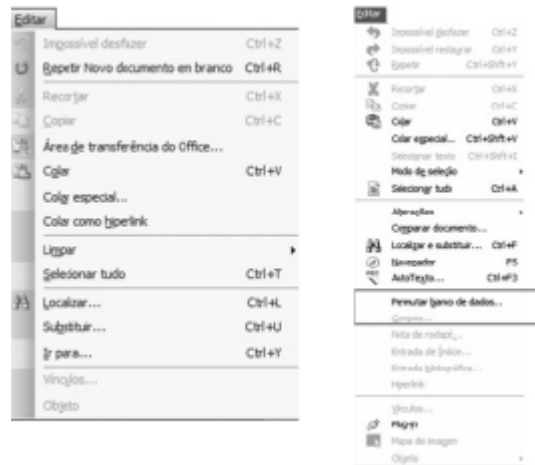 Editar
Impossível desfazer Ctrl+Z
Repetir Novo documento em branco Ctrl+R
Recortar Ctrl+X
Copiar Ctrl+C
Área de transferência do Office...
Colar Ctrl+V
Colar especial...
Colar como hiperlink
Limpar
Selecionar tudo Ctrl+T
Localizar... Ctrl+L
Substituir... Ctrl+U
Ir para... Ctrl+Y
Vínculos...
Objeto
Editar
Impossível desfazer Ctrl+Z
Impossível restaurar Ctrl+Y
Repetir Ctrl+Shift+Y
Recortar Ctrl+X
Copiar Ctrl+C
Colar Ctrl+V
Colar especial... Ctrl+Shift+V
Selecionar texto Ctrl+Shift+I
Modo de seleção
Selecionar tudo Ctrl+A
Alterações
Comparar documento...
Localizar e substituir... Ctrl+F
Navegador F5
AutoTexto... Ctrl+F3
Permutar banco de dados...
Campos...
Nota de rodapé...
Entrada de índice...
Entrada bibliográfica...
Hiperlink
Vínculos...
Plug-in
Mapa de imagem
Objeto